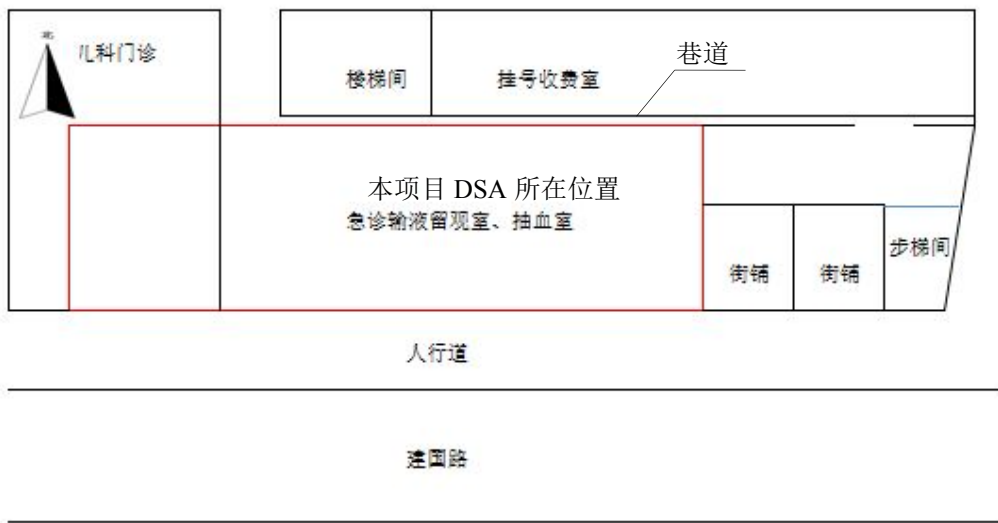 北
儿科门诊
巷道
楼梯间
挂号收费室
本项目 DSA 所在位置
急诊输液留观室、抽血室
步梯间
街铺
街铺
人行道
建国路